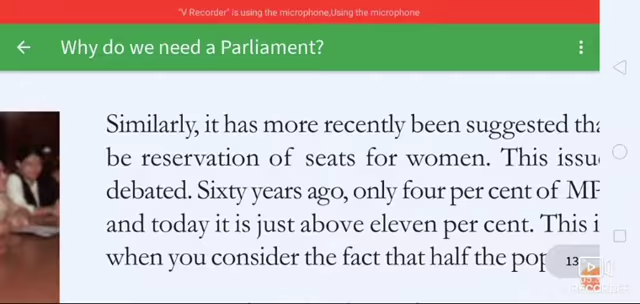 "V Recorder" is using the microphone,Using the microphone
Why do we need a Parliament?
Similarly, it has more recently been suggested tha
be reservation of seats for women. This issu
debated. Sixty years ago, only four per cent of MP
and today it is just above eleven per cent. This i
when you consider the fact that half the pop
13
RECORDER